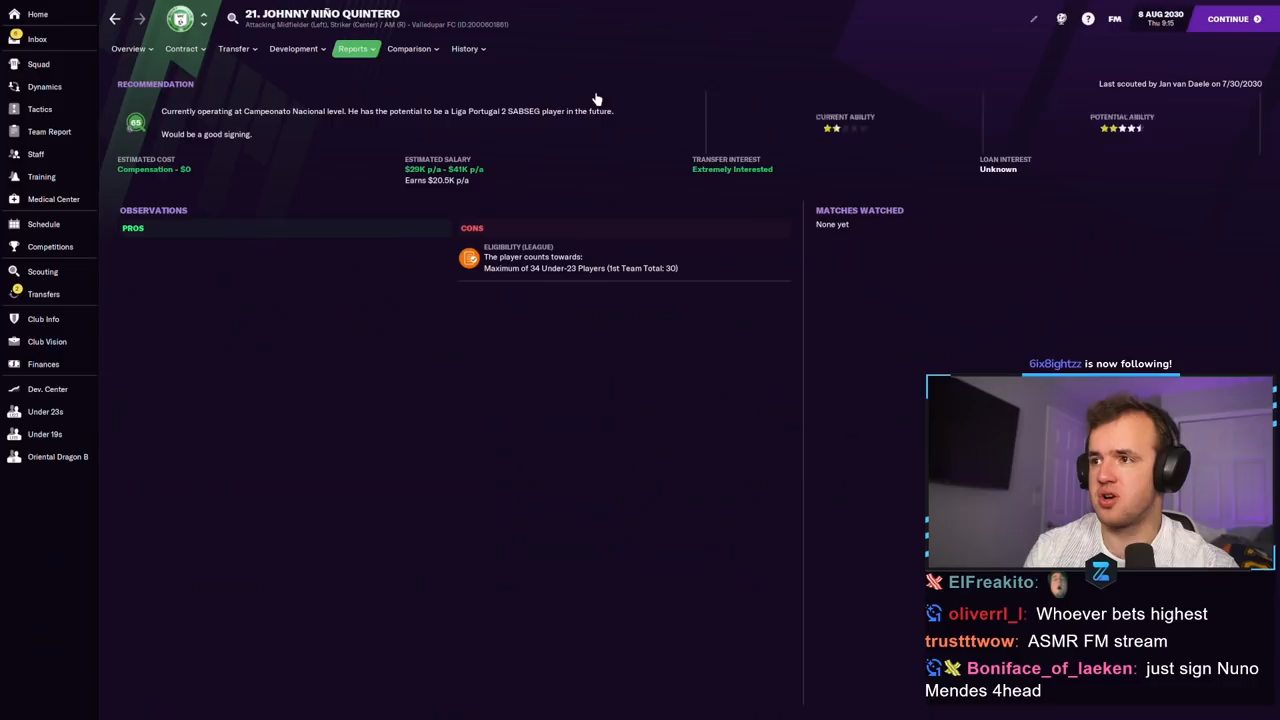 Home
Inbox
Squad
Dynamics
Tactics
Team Report
Staff
Training
Medical Center
Schedule
Competitions
Scouting
Transfers
Club Info
Club Vision
Finances
Dev. Center
Under 23s
Under 19s
Oriental Dragon B
21. JOHNNY NIÑO QUINTERO
Attacking Midfielder (Left), Striker (Center) / AM (R) - Valledupar FC (ID:2000601861)
FM
8 AUG 2030
Thu 9:15
CONTINUE
Overview
Contract
Transfer
Development
Reports
Comparison
History
RECOMMENDATION
Last scouted by Jan van Daele on 7/30/2030
65
Currently operating at Campeonato Nacional level. He has the potential to be a Liga Portugal 2 SABSEG player in the future.
Would be a good signing.
CURRENT ABILITY
POTENTIAL ABILITY
ESTIMATED COST
Compensation - $0
ESTIMATED SALARY
$29K p/a - $41K p/a
Earns $20.5K p/a
TRANSFER INTEREST
Extremely Interested
LOAN INTEREST
Unknown
OBSERVATIONS
PROS
CONS
ELIGIBILITY (LEAGUE)
The player counts towards:
Maximum of 34 Under-23 Players (1st Team Total: 30)
MATCHES WATCHED
None yet
6ix8ightzz is now following!
ElFreakito:
oliverrl_l: Whoever bets highest
trustttwow: ASMR FM stream
Boniface_of_laeken: just sign Nuno
Mendes 4head